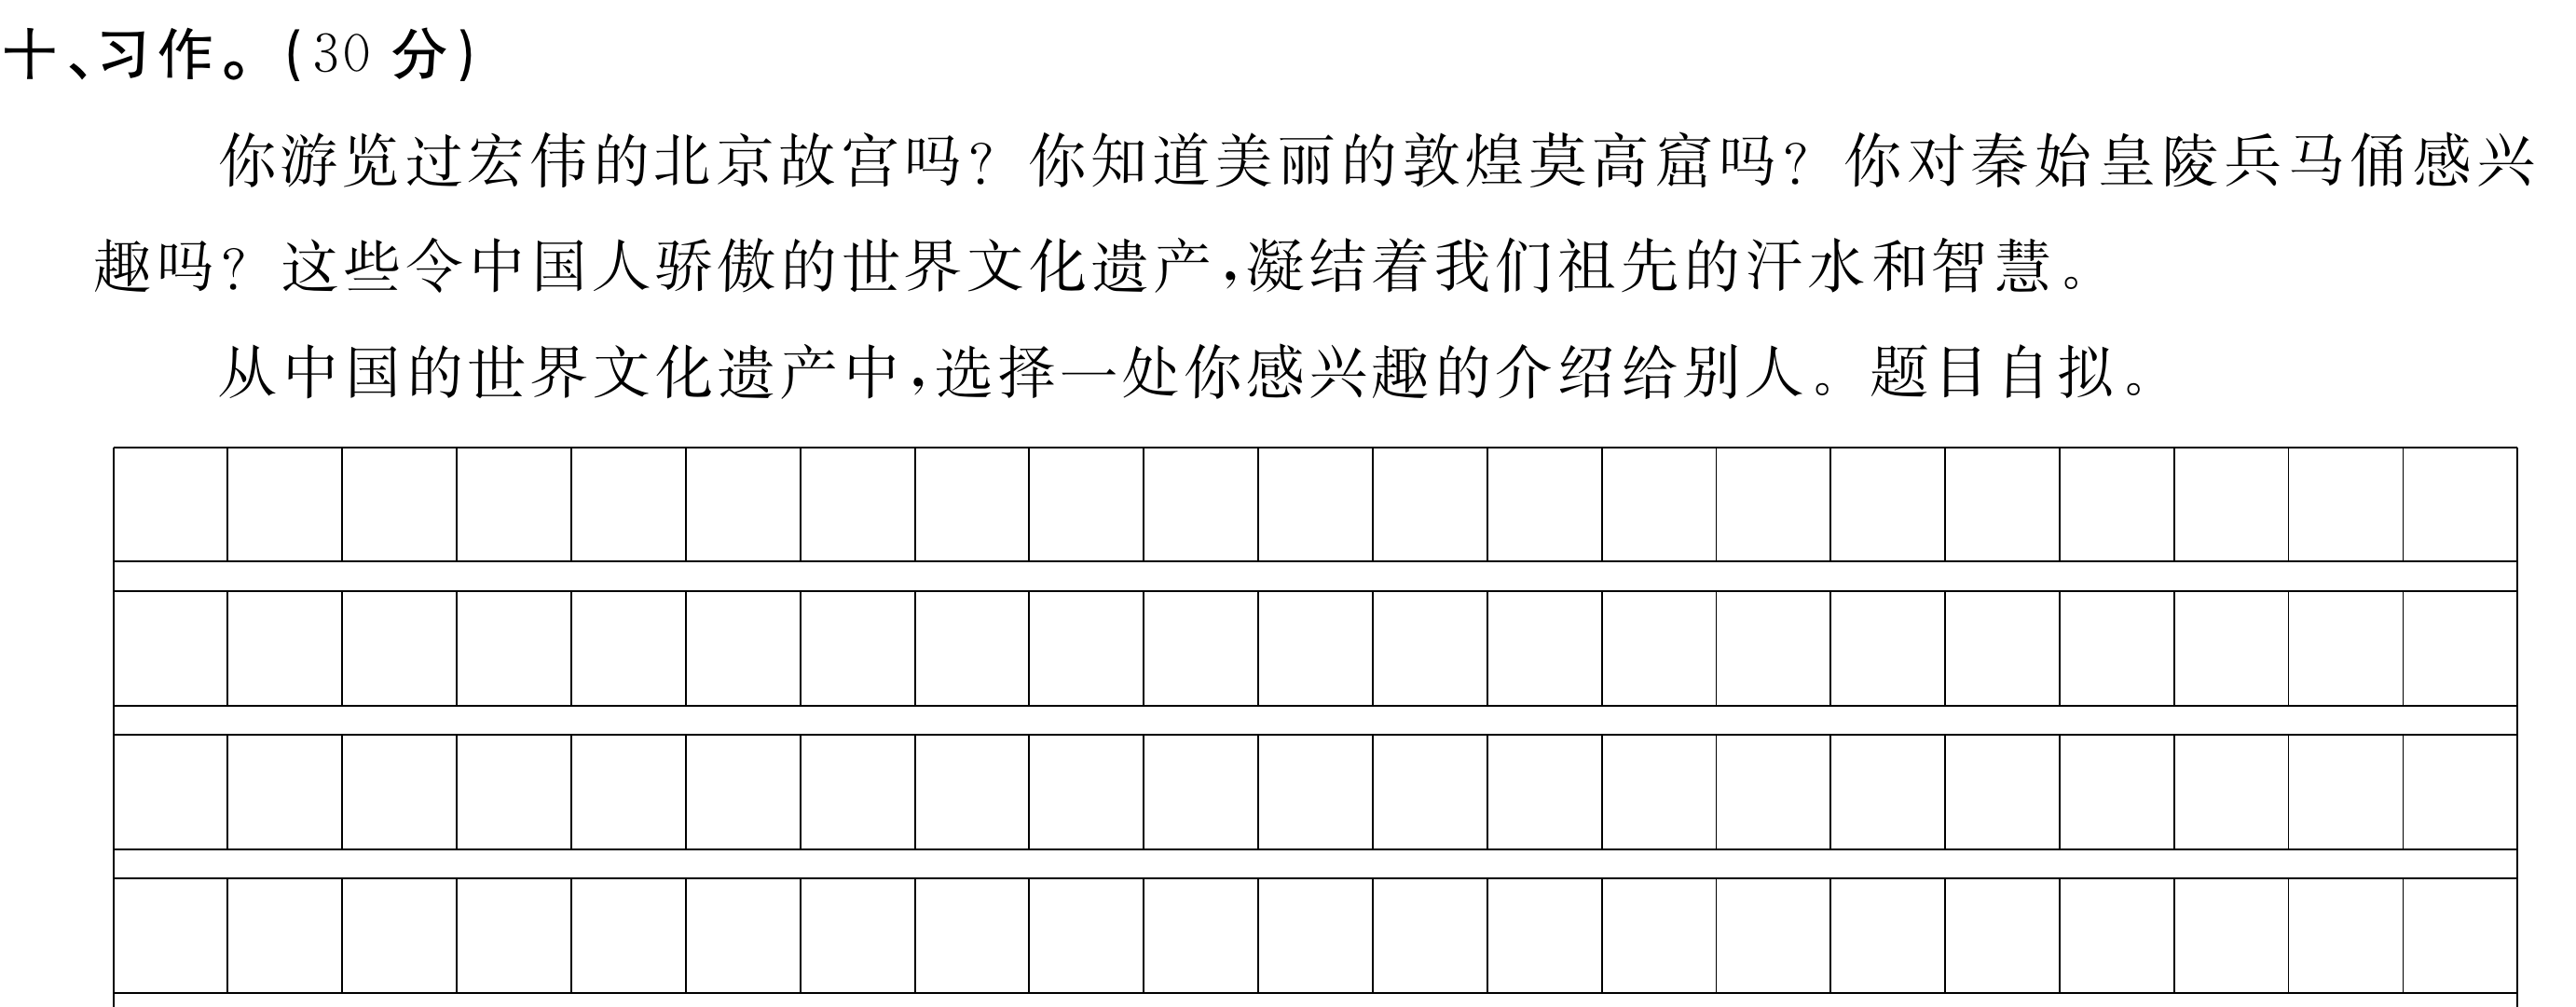 十、习作。(30 分)
你游览过宏伟的北京故宫吗？你知道美丽的敦煌莫高窟吗？你对秦始皇陵兵马俑感兴
趣吗？这些令中国人骄傲的世界文化遗产,凝结着我们祖先的汗水和智慧。
从中国的世界文化遗产中,选择一处你感兴趣的介绍给别人。题目自拟。